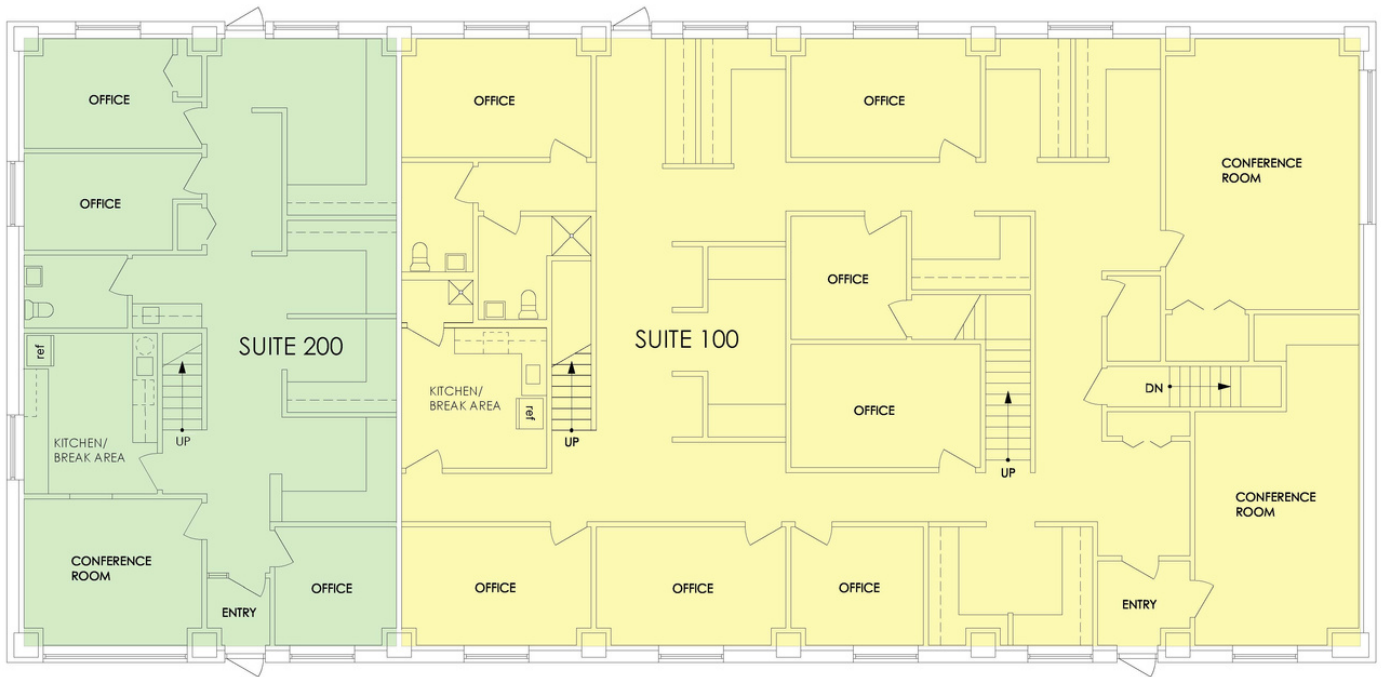 OFFICE
OFFICE
OFFICE
CONFERENCE
ROOM
OFFICE
OFFICE
ref
SUITE 200
SUITE 100
OFFICE
DN
KITCHEN/
BREAK AREA
ref
UP
UP
UP
KITCHEN/
BREAK AREA
CONFERENCE
ROOM
CONFERENCE
ROOM
OFFICE
OFFICE
OFFICE
OFFICE
ENTRY
ENTRY